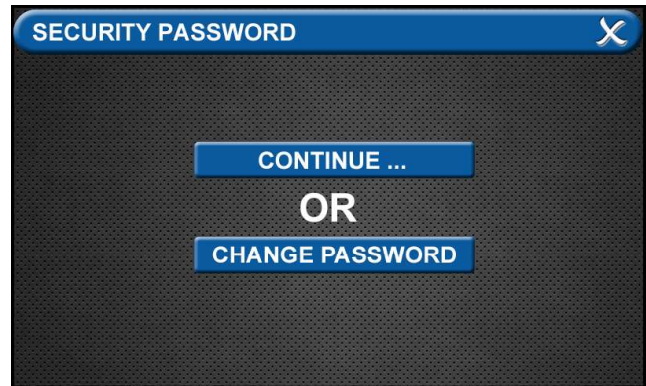 SECURITY PASSWORD
CONTINUE ...
OR
CHANGE PASSWORD